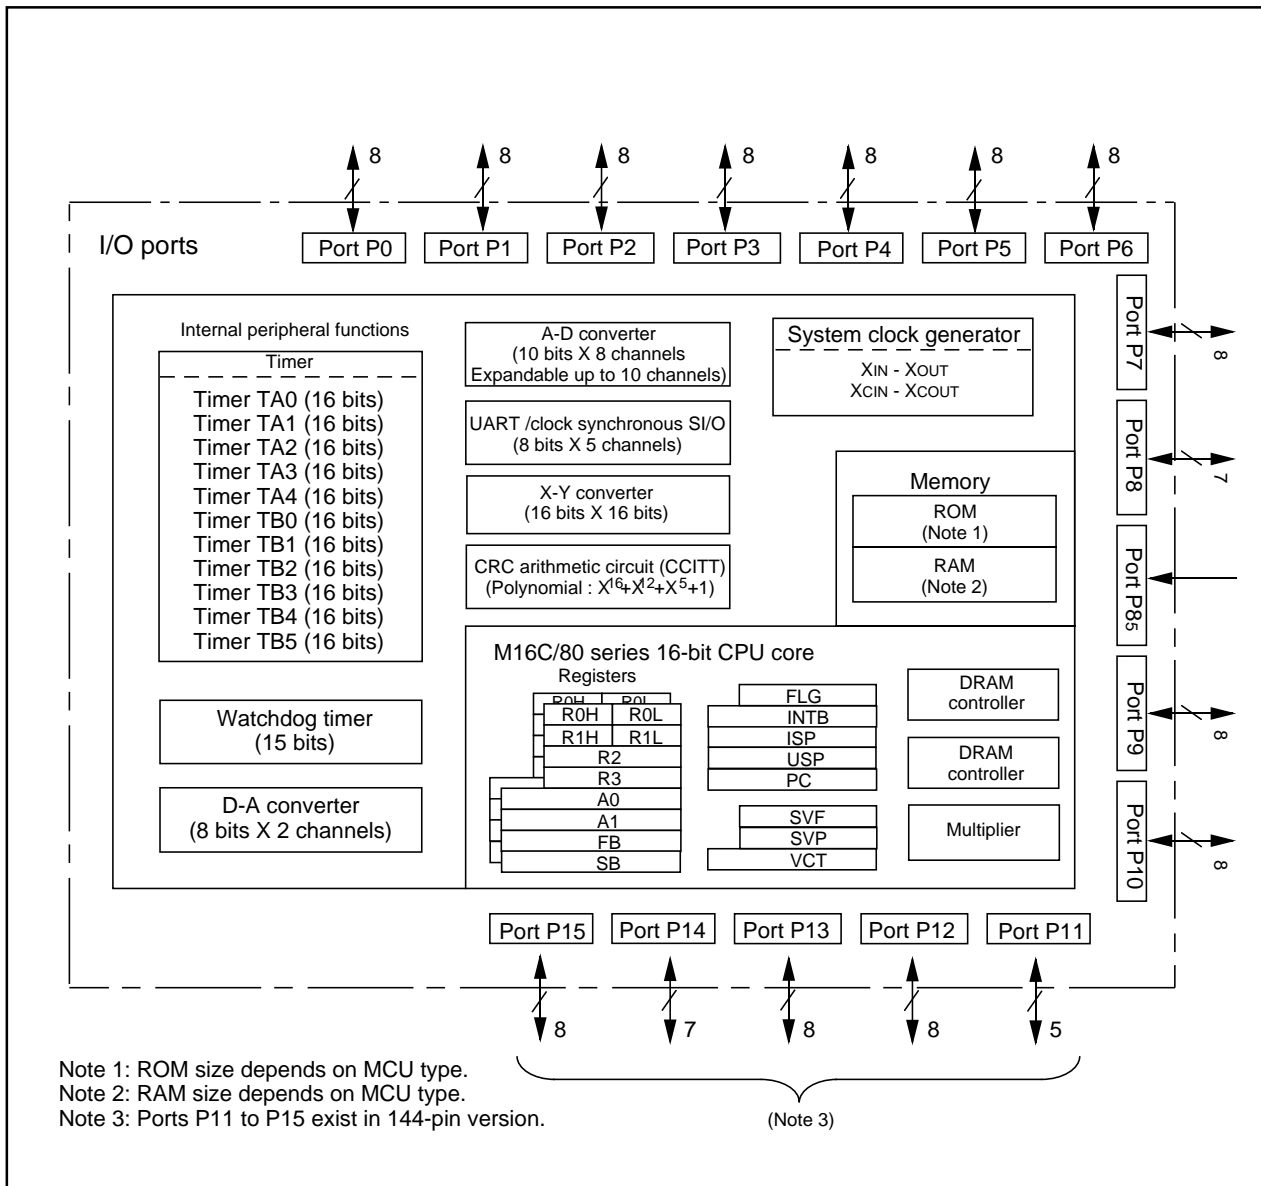 8 8 8 8 8 8 8
I/O ports
Port P0 Port P1 Port P2 Port P3 Port P4 Port P5 Port P6
Internal peripheral functions
Timer
Timer TA0 (16 bits)
Timer TA1 (16 bits)
Timer TA2 (16 bits)
Timer TA3 (16 bits)
Timer TA4 (16 bits)
Timer TB0 (16 bits)
Timer TB1 (16 bits)
Timer TB2 (16 bits)
Timer TB3 (16 bits)
Timer TB4 (16 bits)
Timer TB5 (16 bits)
Watchdog timer
(15 bits)
D-A converter
(8 bits X 2 channels)
A-D converter
(10 bits X 8 channels
Expandable up to 10 channels)
UART /clock synchronous SI/O
(8 bits X 5 channels)
X-Y converter
(16 bits X 16 bits)
CRC arithmetic circuit (CCITT)
(Polynomial : X16+X12+X5+1)
System clock generator
XIN - XOUT
XCIN - XCOUT
Memory
ROM
(Note 1)
RAM
(Note 2)
M16C/80 series 16-bit CPU core
Registers
R0H R0L
R0H R0L
R1H R1L
R2
R3
A0
A1
FB
SB
FLG
INTB
ISP
USP
PC
SVF
SVP
VCT
DRAM
controller
DRAM
controller
Multiplier
Port P7
8
Port P8
7
Port P85
Port P9
8
Port P10
8
Port P15 Port P14 Port P13 Port P12 Port P11
8 7 8 8 5
(Note 3)
Note 1: ROM size depends on MCU type.
Note 2: RAM size depends on MCU type.
Note 3: Ports P11 to P15 exist in 144-pin version.